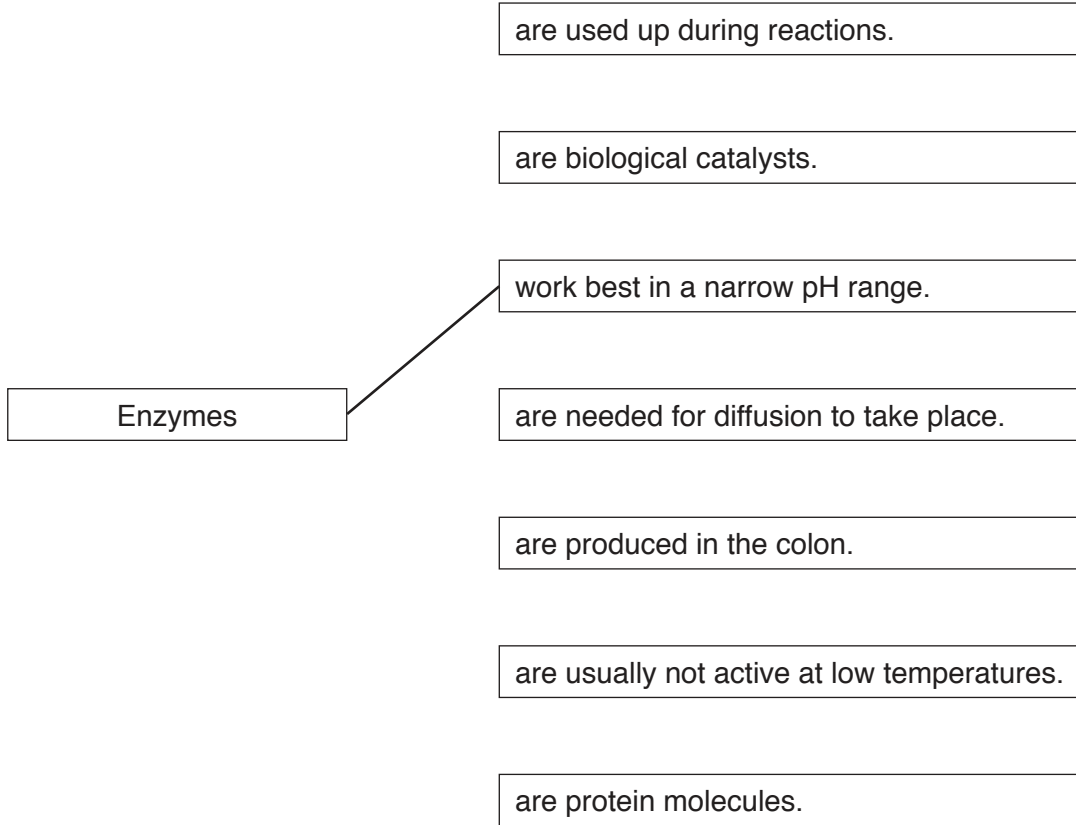 are used up during reactions.
are biological catalysts.
work best in a narrow pH range.
Enzymes
are needed for diffusion to take place.
are produced in the colon.
are usually not active at low temperatures.
are protein molecules.